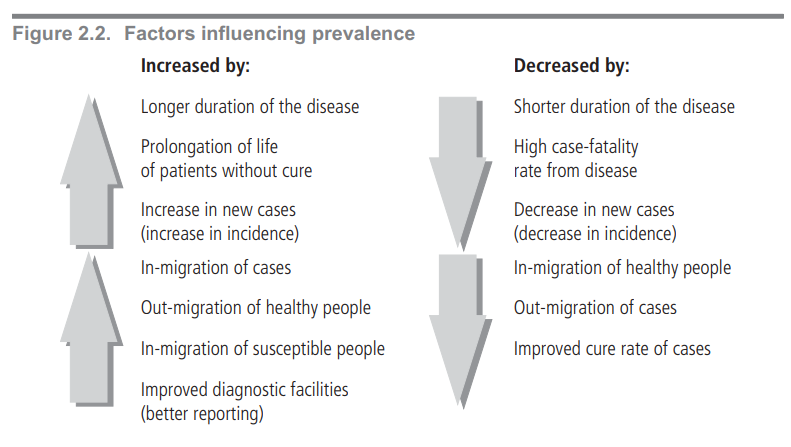 Figure 2.2. Factors influencing prevalence
Increased by:
Longer duration of the disease
Prolongation of life
of patients without cure
Increase in new cases
(increase in incidence)
In-migration of cases
Out-migration of healthy people
In-migration of susceptible people
Improved diagnostic facilities
(better reporting)
Decreased by:
Shorter duration of the disease
High case-fatality
rate from disease
Decrease in new cases
(decrease in incidence)
In-migration of healthy people
Out-migration of cases
Improved cure rate of cases